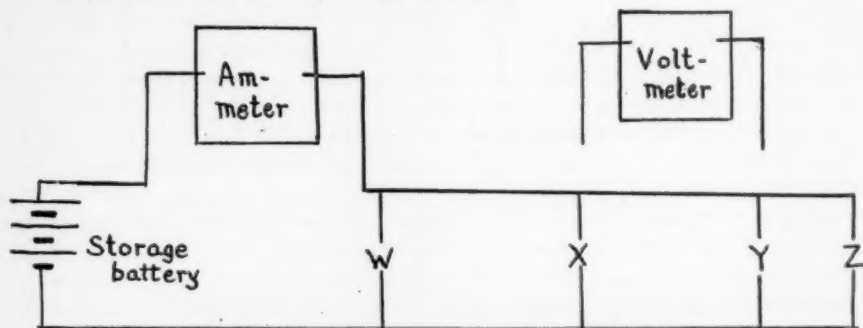 Am-
meter
Volt-
meter
Storage
battery
W X Y Z